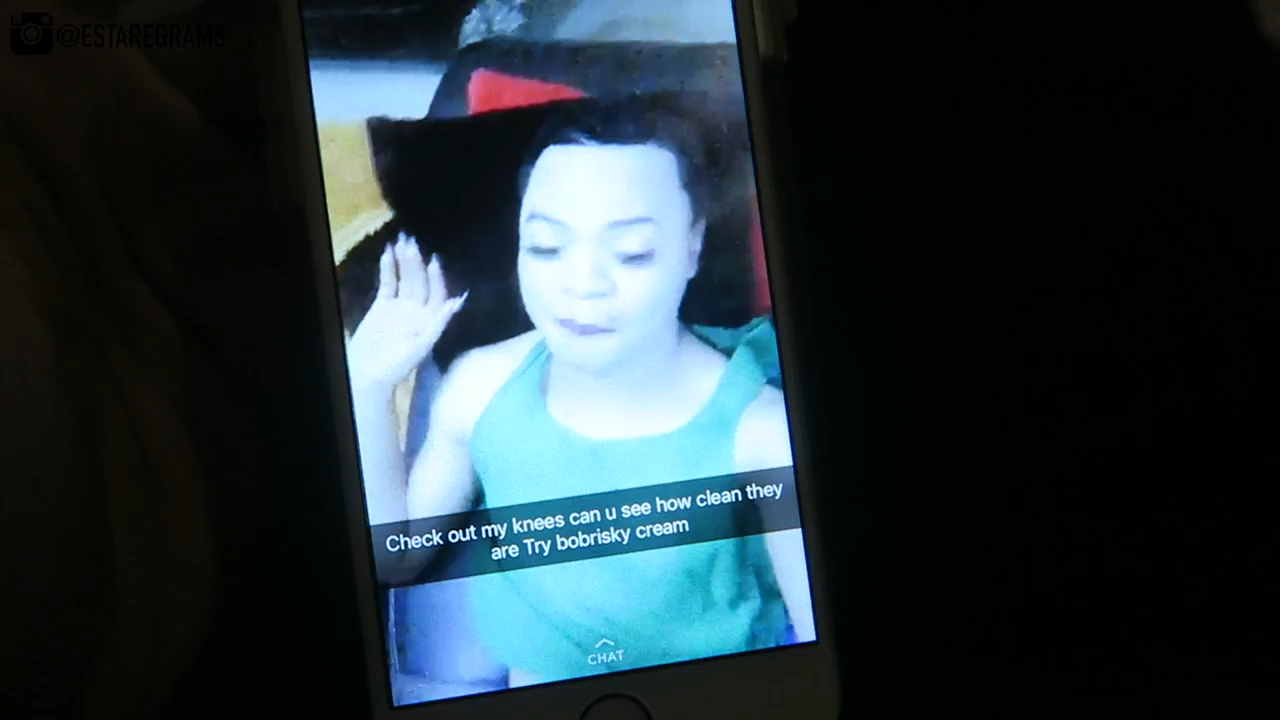 @ESTAREGRAMS
Check out my knees can u see how clean they
are Try bobrisky cream
CHAT